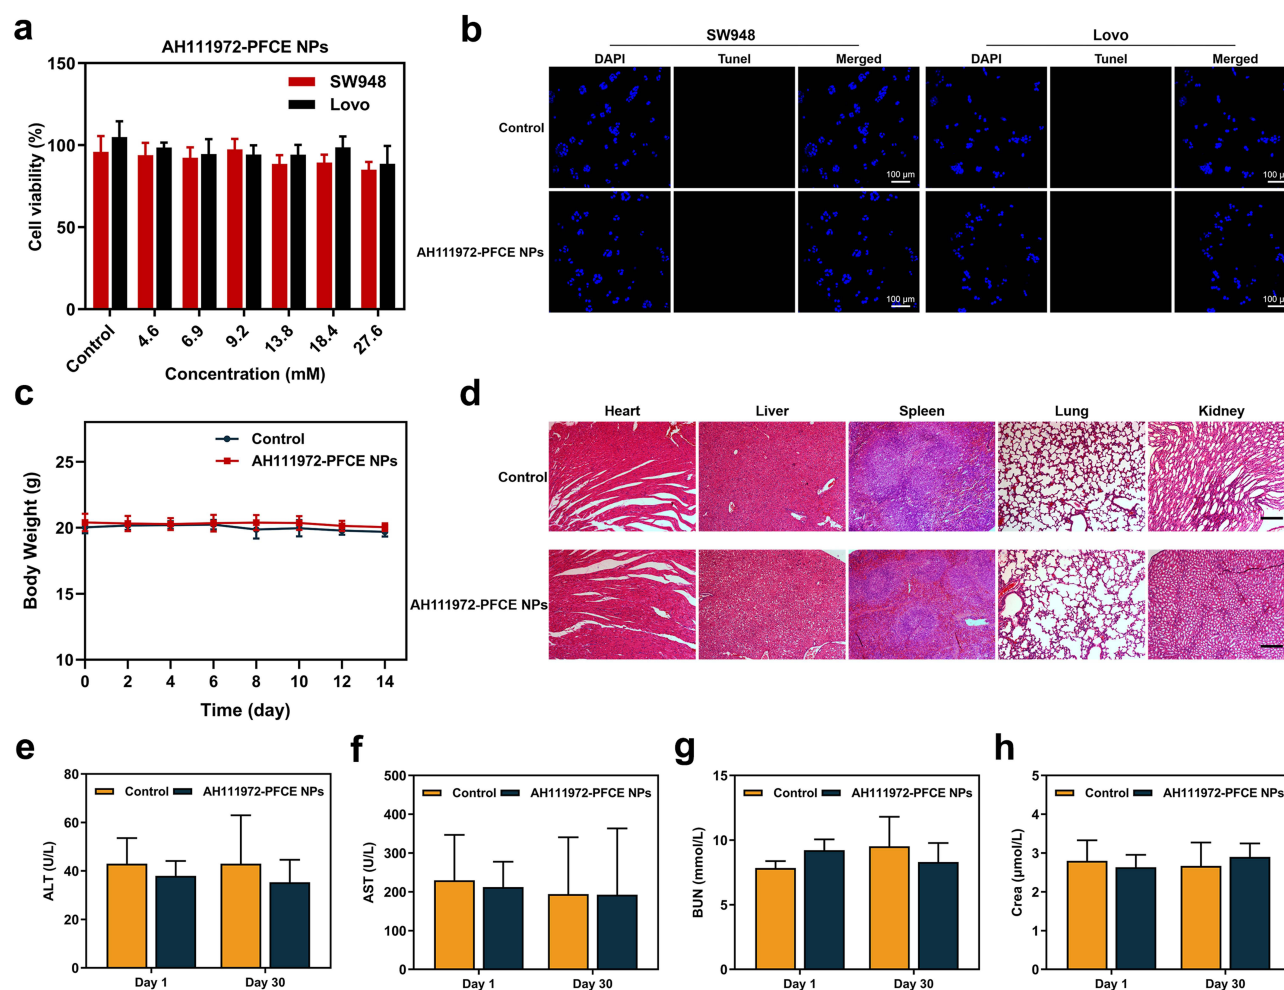 a
AH111972-PFCE NPs
150
100
50
0
Cell viability (%)
SW948
Lovo
Control
4.6
6.9
9.2
13.8
18.4
27.6
Concentration (mM)
b
SW948
Lovo
DAPI
Tunel
Merged
DAPI
Tunel
Merged
Control
100 µm
100 µm
AH111972-PFCE NPs
100 µm
100 µm
c
25
20
15
10
Body Weight (g)
Control
AH111972-PFCE NPs
0
2
4
6
8
10
12
14
Time (day)
d
Heart
Liver
Spleen
Lung
Kidney
Control
AH111972-PFCE NPs
e
80
60
40
20
0
ALT (U/L)
Control
AH111972-PFCE NPs
Day 1
Day 30
f
500
400
300
200
100
0
AST (U/L)
Control
AH111972-PFCE NPs
Day 1
Day 30
g
15
10
5
0
BUN (mmol/L)
Control
AH111972-PFCE NPs
Day 1
Day 30
h
5
4
3
2
1
0
Crea (µmol/L)
Control
AH111972-PFCE NPs
Day 1
Day 30